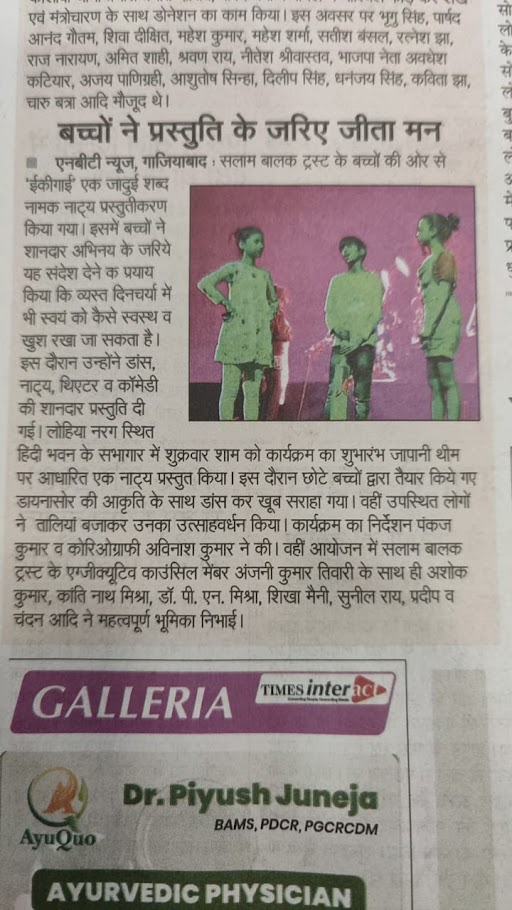 एवं मंत्रोचारण के साथ डोनेशन का काम किया। इस अवसर पर भृगु सिंह, पार्षद
आनंद गौतम, शिवा दीक्षित, महेश कुमार, महेश शर्मा, सतीश बंसल, रत्नेश झा,
राज नारायण, अमित शाही, श्रवण राय, नीतेश श्रीवास्तव, भाजपा नेता अवधेश
कटियार, अजय पाणिग्रही, आशुतोष सिन्हा, दिलीप सिंह, धनंजय सिंह, कविता झा,
चारु बत्रा आदि मौजूद थे।
बच्चों ने प्रस्तुति के जरिए जीता मन
एनबीटी न्यूज, गाजियाबाद : सलाम बालक ट्रस्ट के बच्चों की ओर से
'ईकीगाई' एक जादुई शब्द
नामक नाट्य प्रस्तुतीकरण
किया गया। इसमें बच्चों ने
शानदार अभिनय के जरिये
यह संदेश देने क प्रयाय
किया कि व्यस्त दिनचर्या में
भी स्वयं को कैसे स्वस्थ व
खुश रखा जा सकता है।
इस दौरान उन्होंने डांस,
नाट्य, थिएटर व कॉमेडी
की शानदार प्रस्तुति दी
गई। लोहिया नरग स्थित
हिंदी भवन के सभागार में शुक्रवार शाम को कार्यक्रम का शुभारंभ जापानी थीम
पर आधारित एक नाट्य प्रस्तुत किया। इस दौरान छोटे बच्चों द्वारा तैयार किये गए
डायनासोर की आकृति के साथ डांस कर खूब सराहा गया। वहीं उपस्थित लोगों
ने तालियां बजाकर उनका उत्साहवर्धन किया। कार्यक्रम का निर्देशन पंकज
कुमार व कोरिओग्राफी अविनाश कुमार ने की। वहीं आयोजन में सलाम बालक
ट्रस्ट के एग्जीक्यूटिव काउंसिल मेंबर अंजनी कुमार तिवारी के साथ ही अशोक
कुमार, कांति नाथ मिश्रा, डॉ. पी. एन. मिश्रा, शिखा मैनी, सुनील राय, प्रदीप व
चंदन आदि ने महत्वपूर्ण भूमिका निभाई।
GALLERIA
TIMES interact
AyuQuo
Dr. Piyush Juneja
BAMS, PDCR, PGCRCDM
AYURVEDIC PHYSICIAN